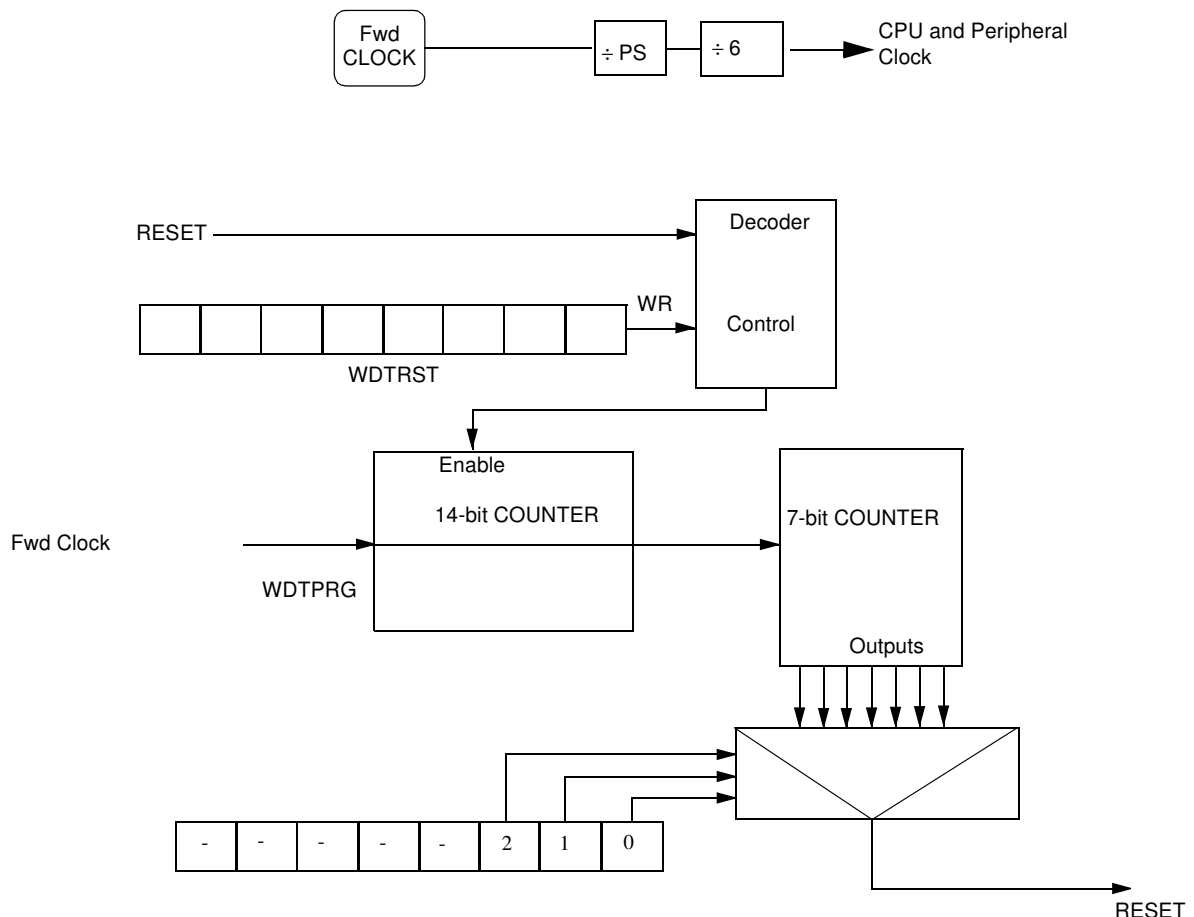 Fwd
CLOCK
÷ PS
÷ 6
CPU and Peripheral
Clock
RESET
Decoder
WR
Control
WDTRST
Enable
14-bit COUNTER
7-bit COUNTER
Fwd Clock
WDTPRG
Outputs
- - - - - 2 1 0
RESET